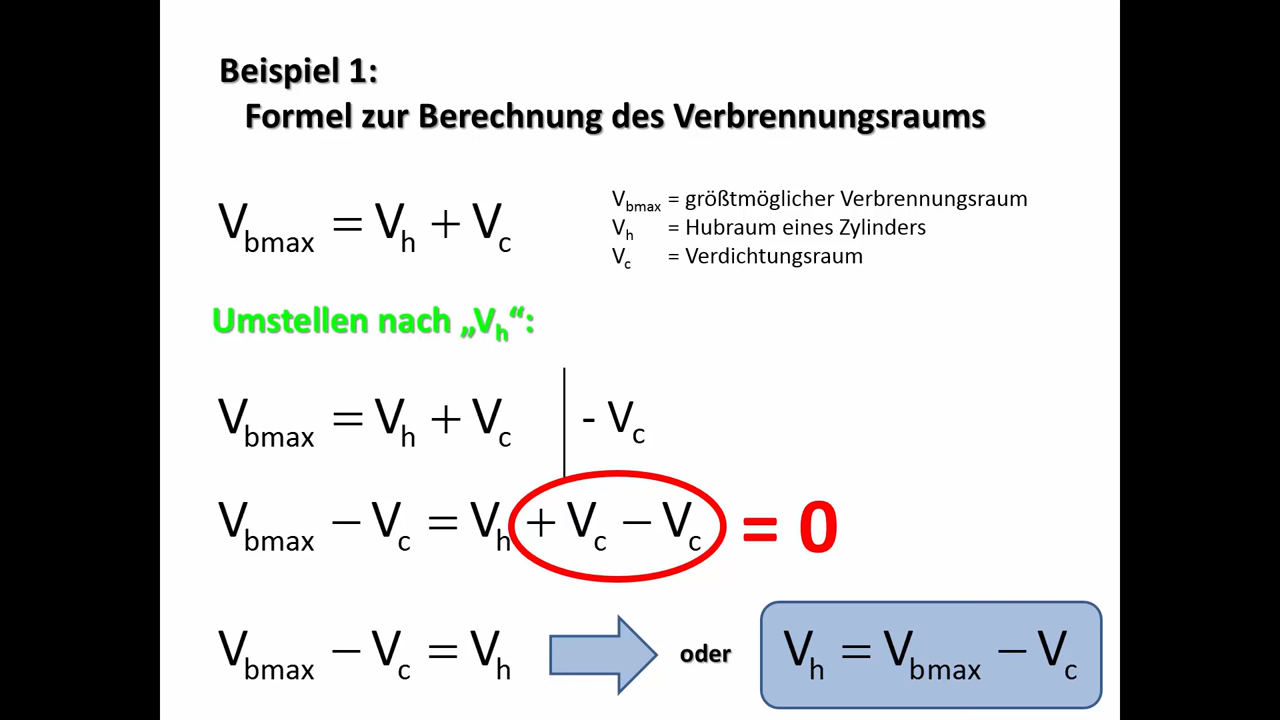 Beispiel 1:
Formel zur Berechnung des Verbrennungsraums
V_bmax = V_h + V_c
V_bmax = größtmöglicher Verbrennungsraum
V_h = Hubraum eines Zylinders
V_c = Verdichtungsraum
Umstellen nach „V_h“:
V_bmax = V_h + V_c | - V_c
V_bmax − V_c = V_h + V_c − V_c = 0
V_bmax − V_c = V_h oder V_h = V_bmax − V_c